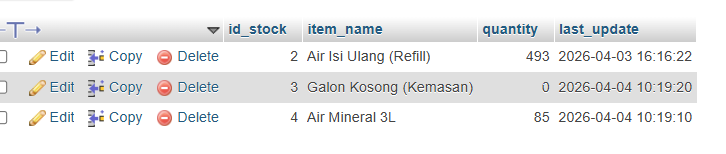 id_stock item_name quantity last_update
Edit Copy Delete 2 Air Isi Ulang (Refill) 493 2026-04-03 16:16:22
Edit Copy Delete 3 Galon Kosong (Kemasan) 0 2026-04-04 10:19:20
Edit Copy Delete 4 Air Mineral 3L 85 2026-04-04 10:19:10